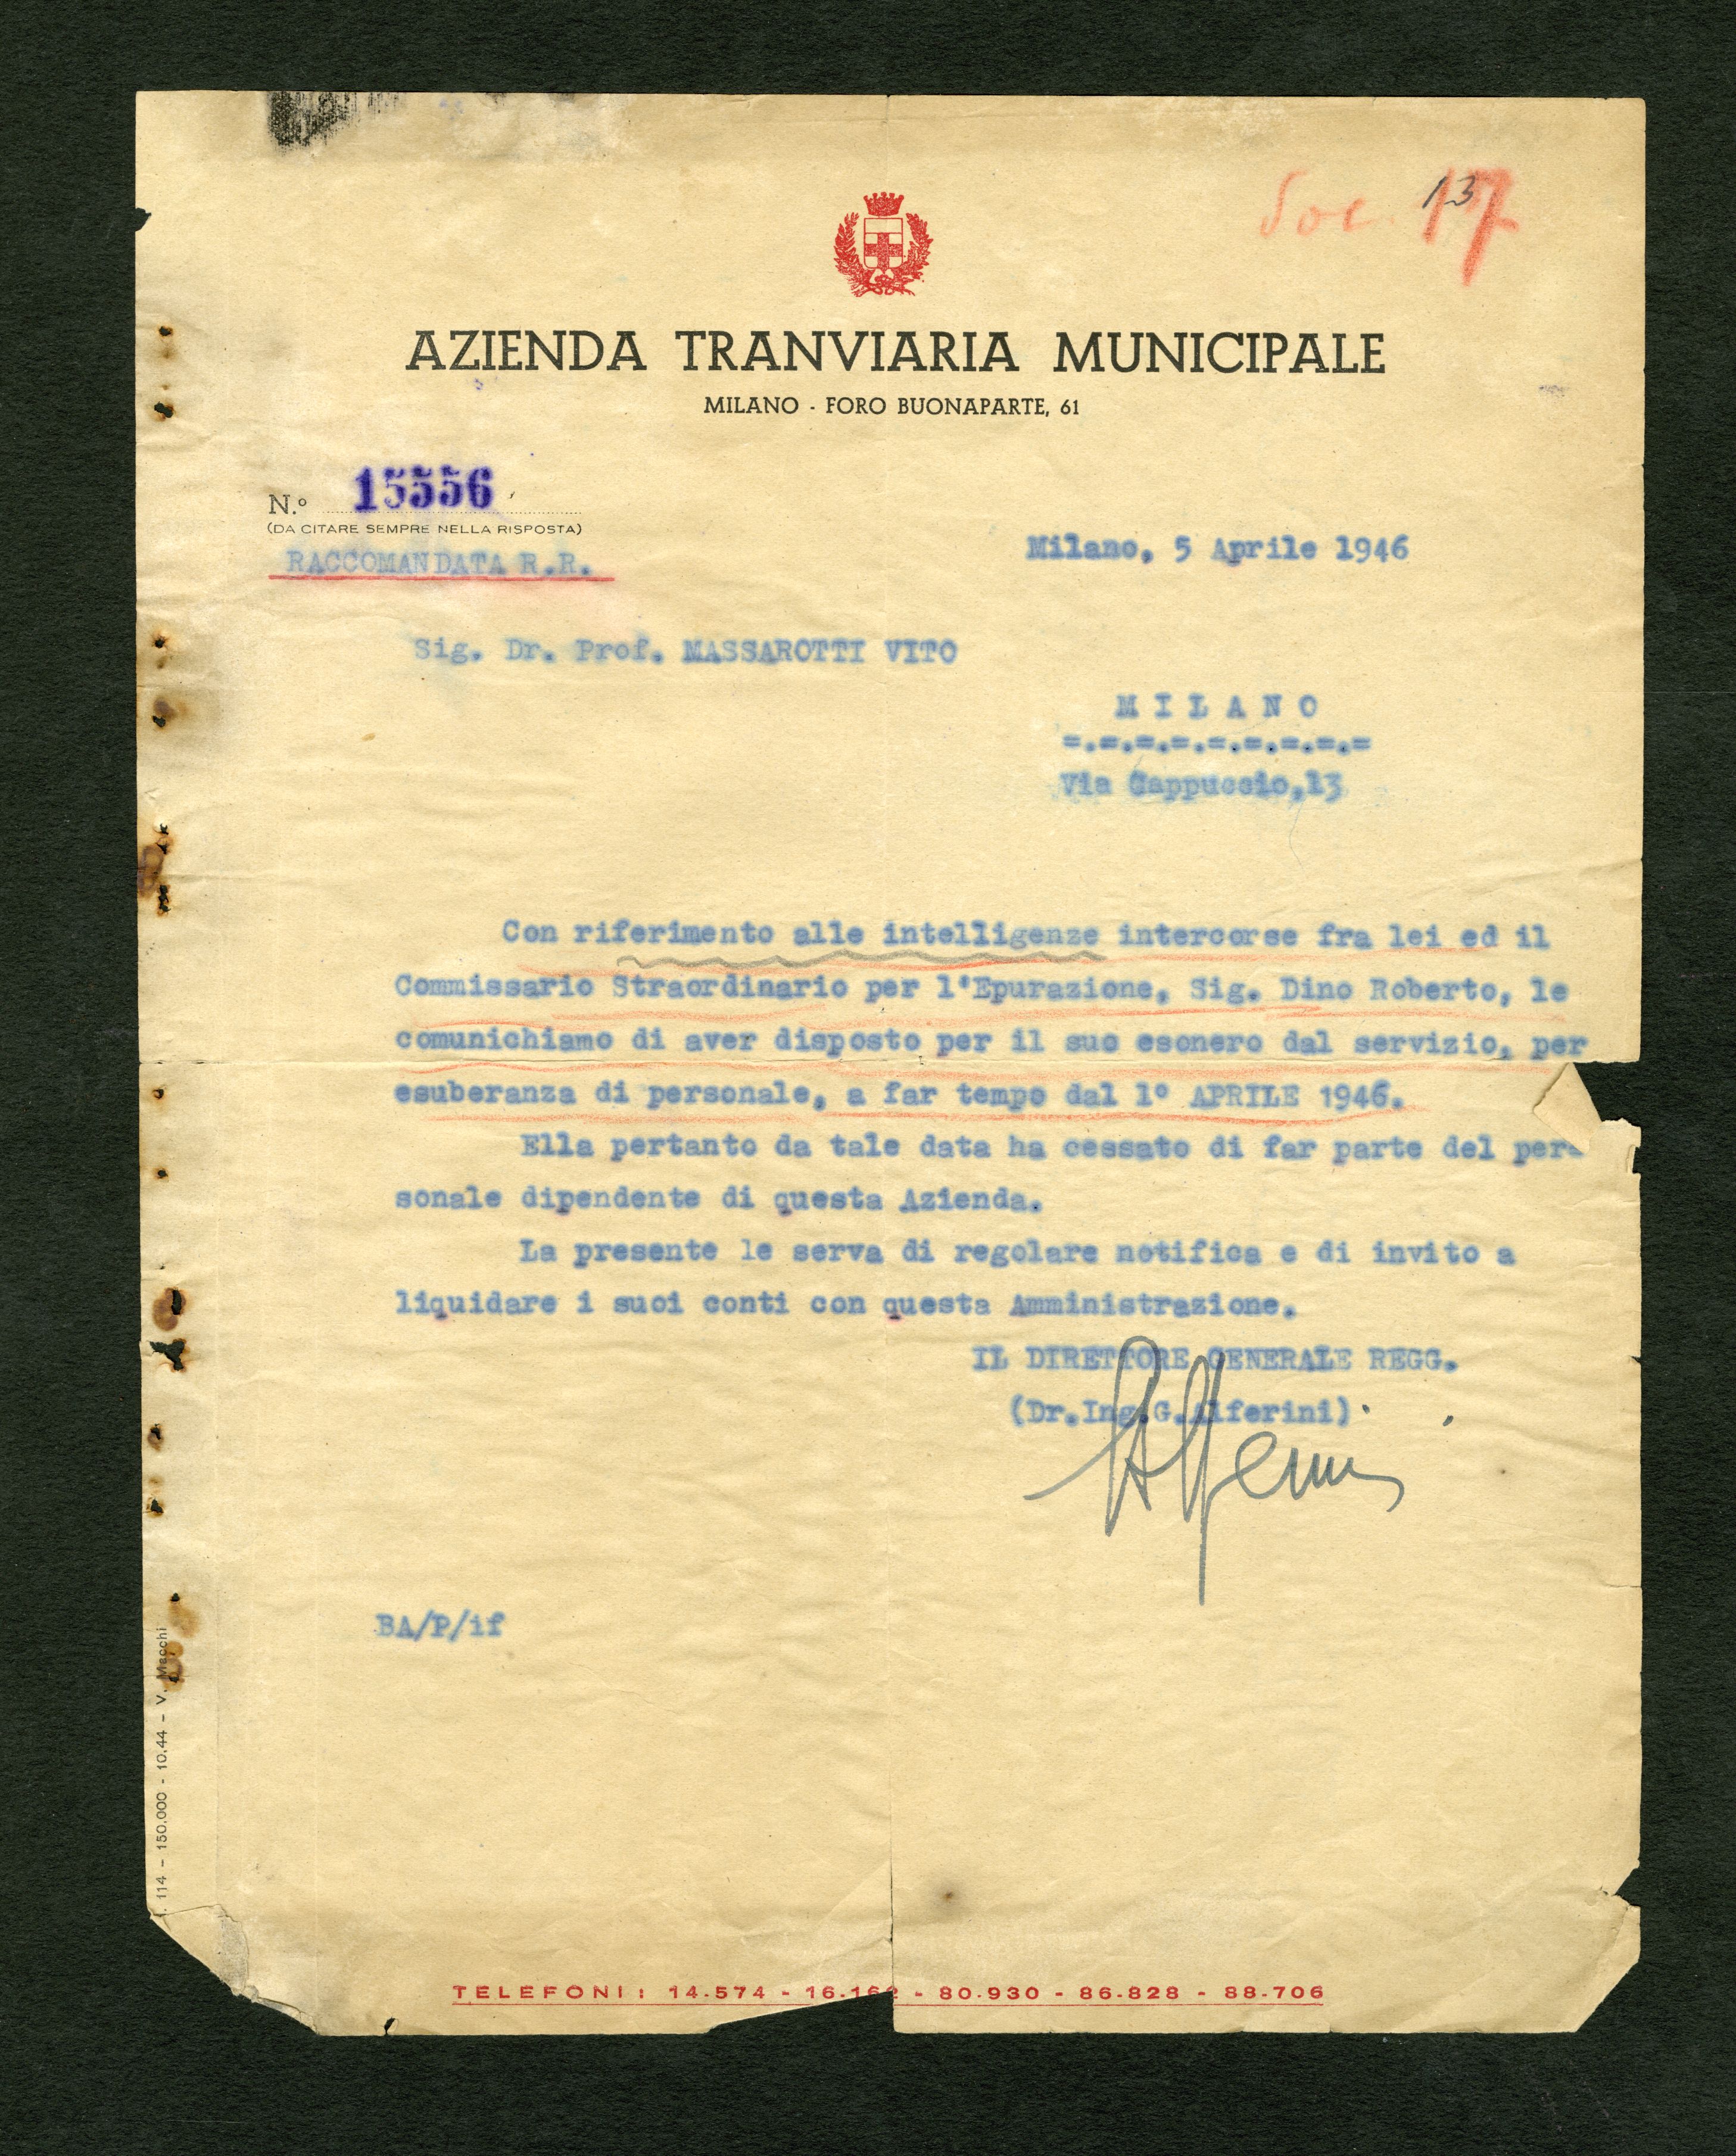 Doc. 137
AZIENDA TRANVIARIA MUNICIPALE
MILANO - FORO BUONAPARTE, 61
N.º 15556
(DA CITARE SEMPRE NELLA RISPOSTA)
RACCOMANDATA R.R.
Milano, 5 Aprile 1946
Sig. Dr. Prof. MASSAROTTI VITO
M I L A N O
=.=.=.=.=.=.=.=.=
Via Cappuccio,13
Con riferimento alle intelligenze intercorse fra lei ed il
Commissario Straordinario per l'Epurazione, Sig. Dino Roberto, le
comunichiamo di aver disposto per il suo esonero dal servizio, per
esuberanza di personale, a far tempo dal 1º APRILE 1946.
Ella pertanto da tale data ha cessato di far parte del per-
sonale dipendente di questa Azienda.
La presente le serva di regolare notifica e di invito a
liquidare i suoi conti con questa Amministrazione.
IL DIRETTORE GENERALE REGG.
(Dr.Ing.G.Alferini)
Alferini
BA/P/if
. 114 - 150.000 - 10.44 - V. Macchi
TELEFONI: 14-574 - 16-162 - 80-930 - 86-828 - 88-706